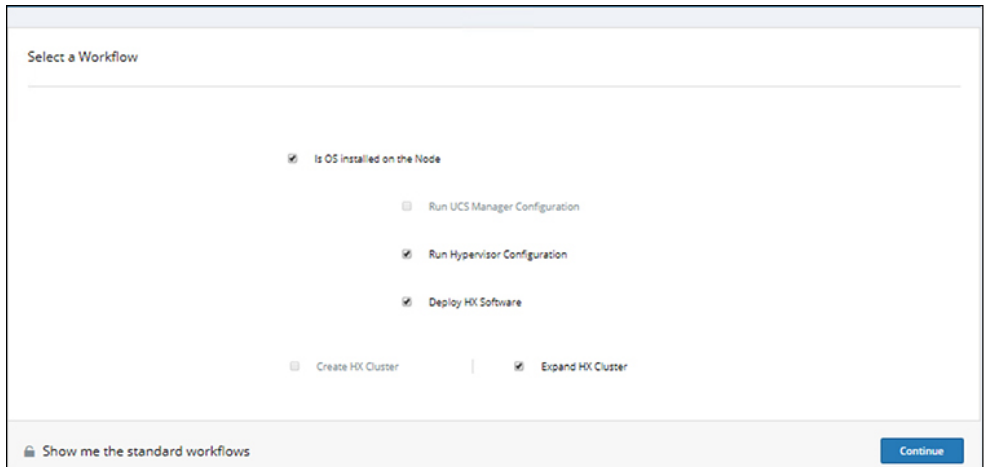 Select a Workflow
Is OS installed on the Node
Run UCS Manager Configuration
Run Hypervisor Configuration
Deploy HX Software
Create HX Cluster Expand HX Cluster
Show me the standard workflows Continue